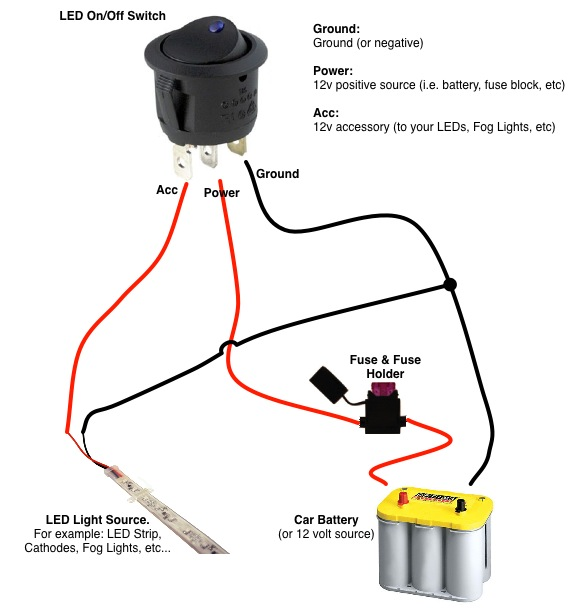 LED On/Off Switch
Ground:
Ground (or negative)
Power:
12v positive source (i.e. battery, fuse block, etc)
Acc:
12v accessory (to your LEDs, Fog Lights, etc)
Ground
Acc
Power
Fuse & Fuse
Holder
LED Light Source.
For example: LED Strip,
Cathodes, Fog Lights, etc...
Car Battery
(or 12 volt source)